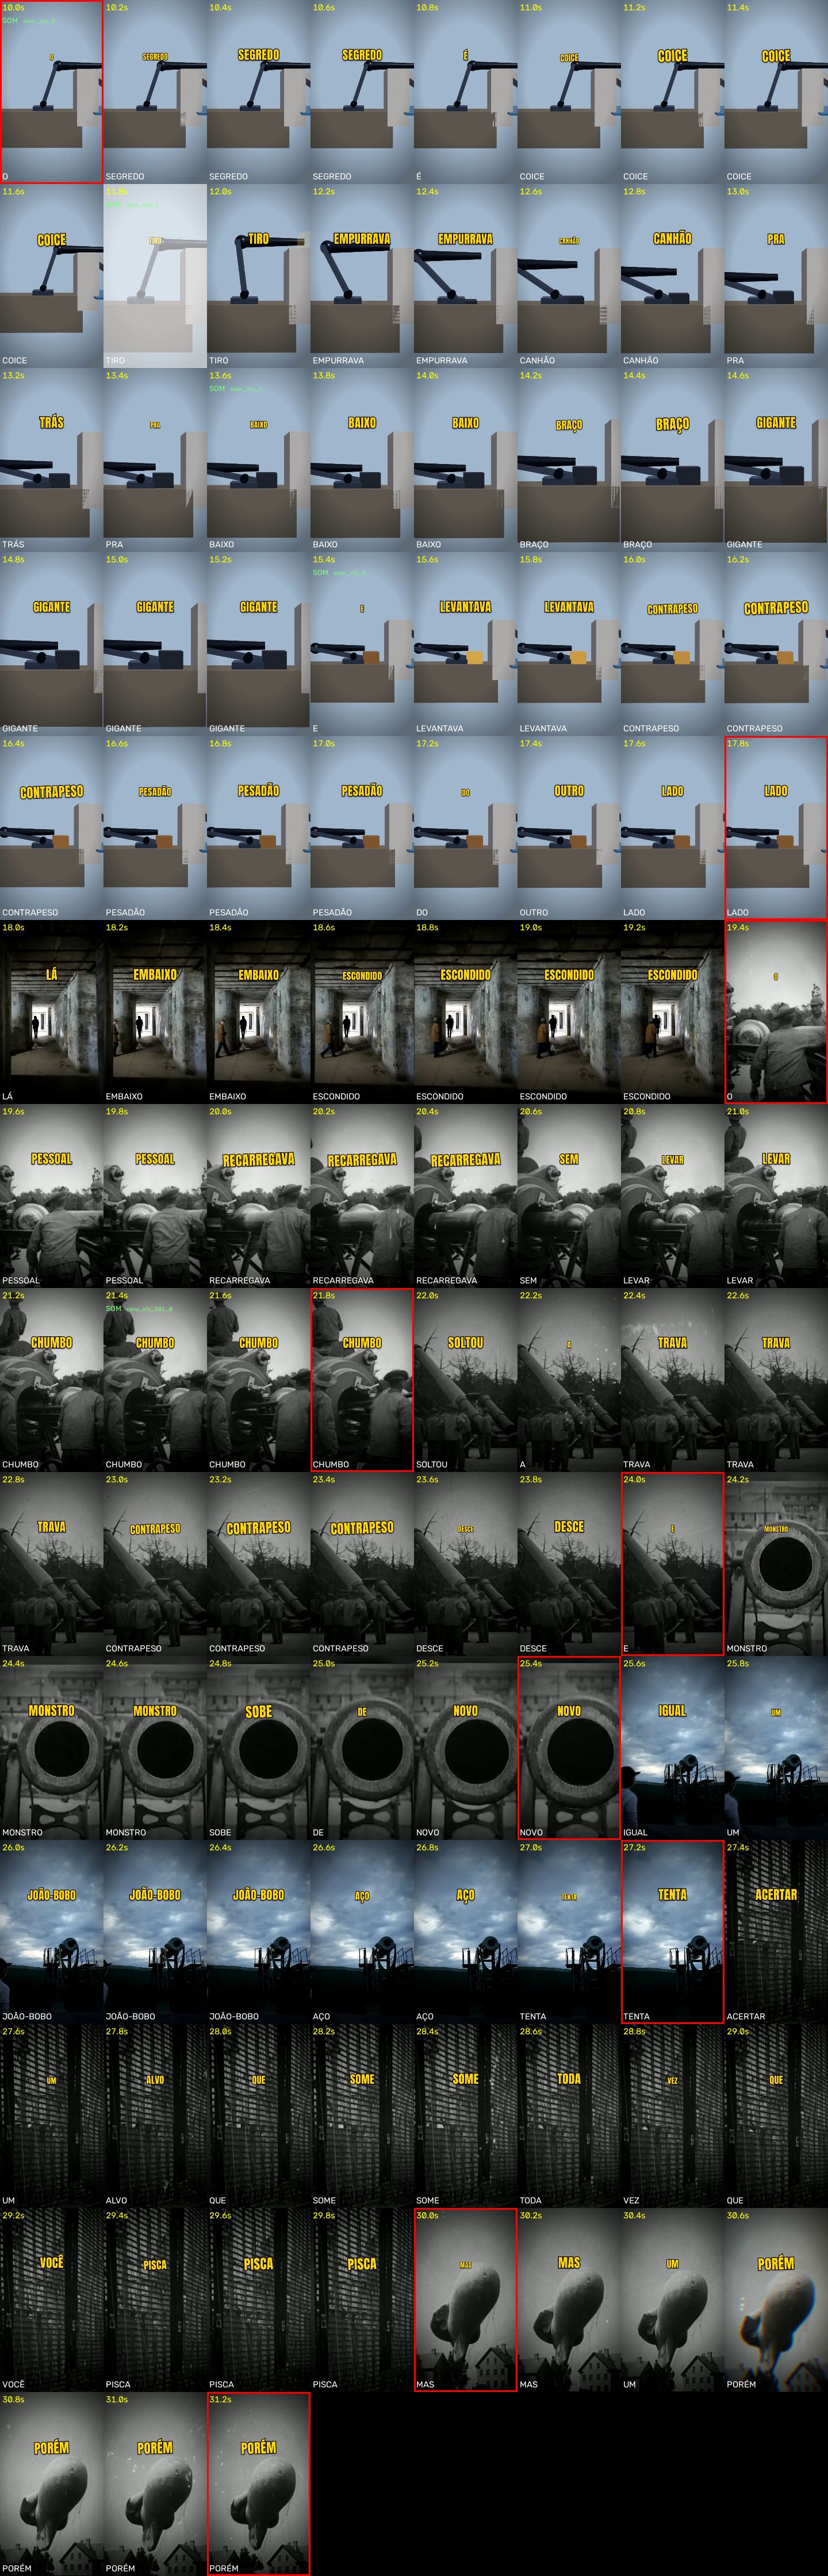 10.0s 10.2s 10.4s 10.6s 10.8s 11.0s 11.2s 11.4s
SOM
O SEGREDO SEGREDO SEGREDO É COICE COICE COICE
O SEGREDO SEGREDO SEGREDO É COICE COICE COICE
11.6s 11.8s 12.0s 12.2s 12.4s 12.6s 12.8s 13.0s
SOM
COICE TIRO TIRO EMPURRAVA EMPURRAVA CANHÃO CANHÃO PRA
COICE TIRO TIRO EMPURRAVA EMPURRAVA CANHÃO CANHÃO PRA
13.2s 13.4s 13.6s 13.8s 14.0s 14.2s 14.4s 14.6s
SOM
TRÁS PRA BAIXO BAIXO BAIXO BRAÇO BRAÇO GIGANTE
TRÁS PRA BAIXO BAIXO BAIXO BRAÇO BRAÇO GIGANTE
14.8s 15.0s 15.2s 15.4s 15.6s 15.8s 16.0s 16.2s
SOM
GIGANTE GIGANTE GIGANTE E LEVANTAVA LEVANTAVA CONTRAPESO CONTRAPESO
GIGANTE GIGANTE GIGANTE E LEVANTAVA LEVANTAVA CONTRAPESO CONTRAPESO
16.4s 16.6s 16.8s 17.0s 17.2s 17.4s 17.6s 17.8s
CONTRAPESO PESADÃO PESADÃO PESADÃO DO OUTRO LADO LADO
CONTRAPESO PESADÃO PESADÃO PESADÃO DO OUTRO LADO LADO
18.0s 18.2s 18.4s 18.6s 18.8s 19.0s 19.2s 19.4s
LÁ EMBAIXO EMBAIXO ESCONDIDO ESCONDIDO ESCONDIDO ESCONDIDO O
LÁ EMBAIXO EMBAIXO ESCONDIDO ESCONDIDO ESCONDIDO ESCONDIDO O
19.6s 19.8s 20.0s 20.2s 20.4s 20.6s 20.8s 21.0s
PESSOAL PESSOAL RECARREGAVA RECARREGAVA RECARREGAVA SEM LEVAR LEVAR
PESSOAL PESSOAL RECARREGAVA RECARREGAVA RECARREGAVA SEM LEVAR LEVAR
21.2s 21.4s 21.6s 21.8s 22.0s 22.2s 22.4s 22.6s
SOM
CHUMBO CHUMBO CHUMBO CHUMBO SOLTOU A TRAVA TRAVA
CHUMBO CHUMBO CHUMBO CHUMBO SOLTOU A TRAVA TRAVA
22.8s 23.0s 23.2s 23.4s 23.6s 23.8s 24.0s 24.2s
TRAVA CONTRAPESO CONTRAPESO CONTRAPESO DESCE DESCE E MONSTRO
TRAVA CONTRAPESO CONTRAPESO CONTRAPESO DESCE DESCE E MONSTRO
24.4s 24.6s 24.8s 25.0s 25.2s 25.4s 25.6s 25.8s
MONSTRO MONSTRO SOBE DE NOVO NOVO IGUAL UM
MONSTRO MONSTRO SOBE DE NOVO NOVO IGUAL UM
26.0s 26.2s 26.4s 26.6s 26.8s 27.0s 27.2s 27.4s
JOÃO-BOBO JOÃO-BOBO JOÃO-BOBO AÇO AÇO TENTA TENTA ACERTAR
JOÃO-BOBO JOÃO-BOBO JOÃO-BOBO AÇO AÇO TENTA TENTA ACERTAR
27.6s 27.8s 28.0s 28.2s 28.4s 28.6s 28.8s 29.0s
UM ALVO QUE SOME SOME TODA VEZ QUE
UM ALVO QUE SOME SOME TODA VEZ QUE
29.2s 29.4s 29.6s 29.8s 30.0s 30.2s 30.4s 30.6s
VOCÊ PISCA PISCA PISCA MAS MAS UM PORÉM
VOCÊ PISCA PISCA PISCA MAS MAS UM PORÉM
30.8s 31.0s 31.2s
PORÉM PORÉM PORÉM
PORÉM PORÉM PORÉM